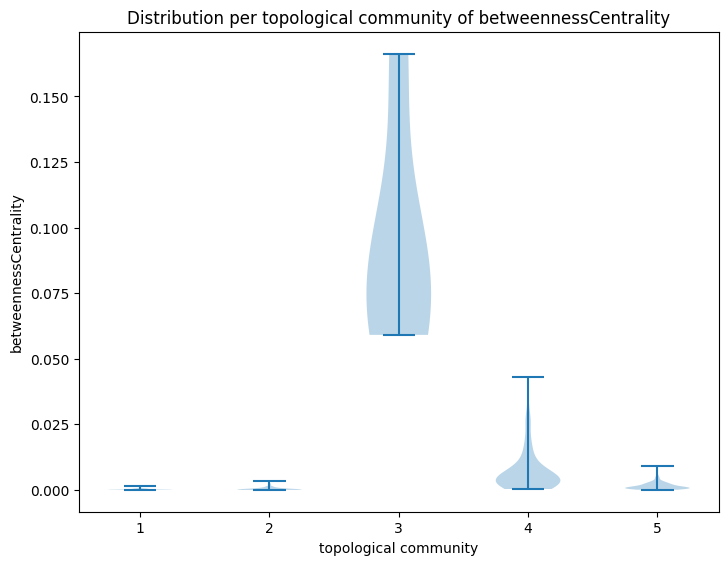 Distribution per topological community of betweennessCentrality
betweennessCentrality
0.150
0.125
0.100
0.075
0.050
0.025
0.000
1 2 3 4 5
topological community